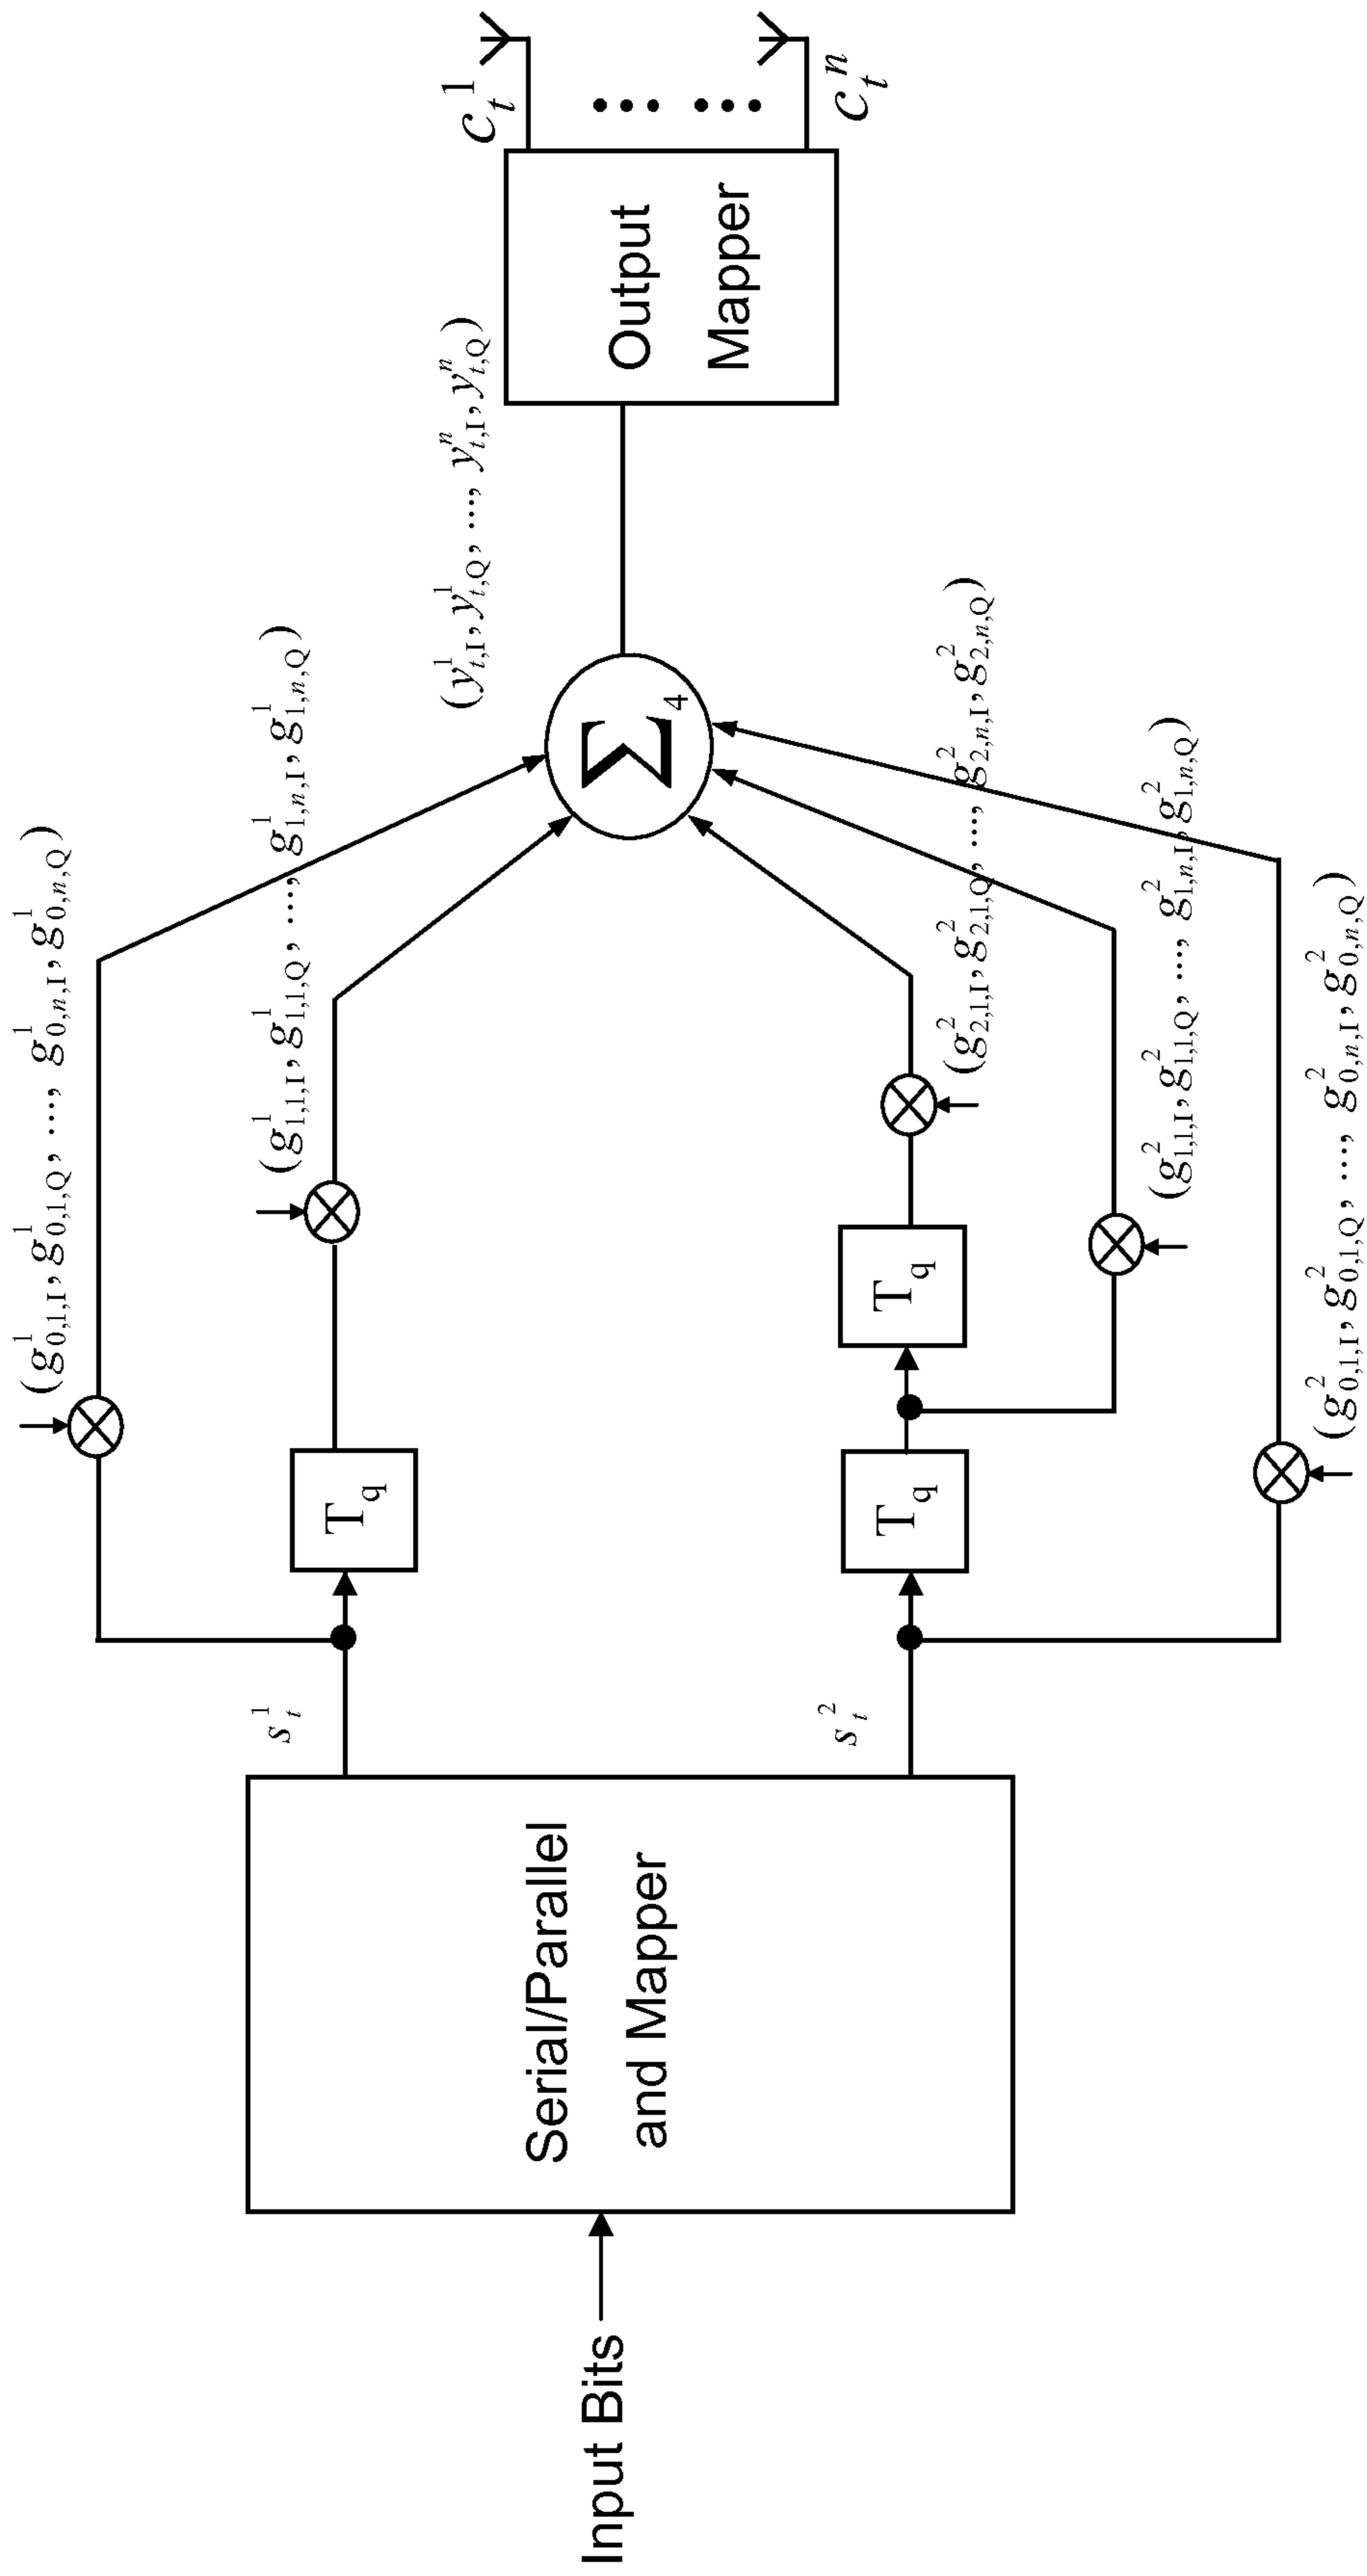 Input Bits
Serial/Parallel
and Mapper
s_t^1
s_t^2
T_q
T_q
T_q
(g^1_{0,1,I}, g^1_{0,1,Q}, ..., g^1_{0,n,I}, g^1_{0,n,Q})
(g^1_{1,1,I}, g^1_{1,1,Q}, ..., g^1_{1,n,I}, g^1_{1,n,Q})
(g^2_{2,1,I}, g^2_{2,1,Q}, ..., g^2_{2,n,I}, g^2_{2,n,Q})
(g^2_{1,1,I}, g^2_{1,1,Q}, ..., g^2_{1,n,I}, g^2_{1,n,Q})
(g^2_{0,1,I}, g^2_{0,1,Q}, ..., g^2_{0,n,I}, g^2_{0,n,Q})
Σ_4
(y^1_{t,I}, y^1_{t,Q}, ..., y^n_{t,I}, y^n_{t,Q})
Output
Mapper
c_t^1
c_t^n